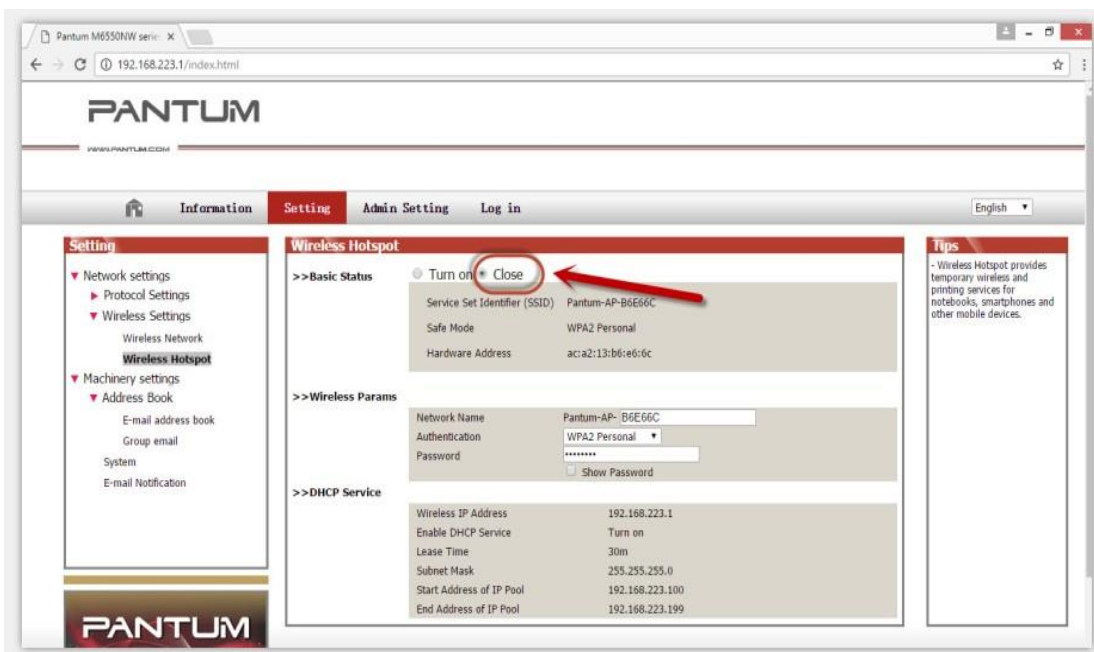 Pantum M6550NW serie
192.168.223.1/index.html
PANTUM
WWW.PANTUM.COM
Information Setting Admin Setting Log in English
Setting
Network settings
Protocol Settings
Wireless Settings
Wireless Network
Wireless Hotspot
Machinery settings
Address Book
E-mail address book
Group email
System
E-mail Notification
PANTUM
Wireless Hotspot
>>Basic Status Turn on Close
Service Set Identifier (SSID) Pantum-AP-B6E66C
Safe Mode WPA2 Personal
Hardware Address ac:a2:13:b6:e6:6c
>>Wireless Params
Network Name Pantum-AP- B6E66C
Authentication WPA2 Personal
Password ••••••••
Show Password
>>DHCP Service
Wireless IP Address 192.168.223.1
Enable DHCP Service Turn on
Lease Time 30m
Subnet Mask 255.255.255.0
Start Address of IP Pool 192.168.223.100
End Address of IP Pool 192.168.223.199
Tips
- Wireless Hotspot provides
temporary wireless and
printing services for
notebooks, smartphones and
other mobile devices.